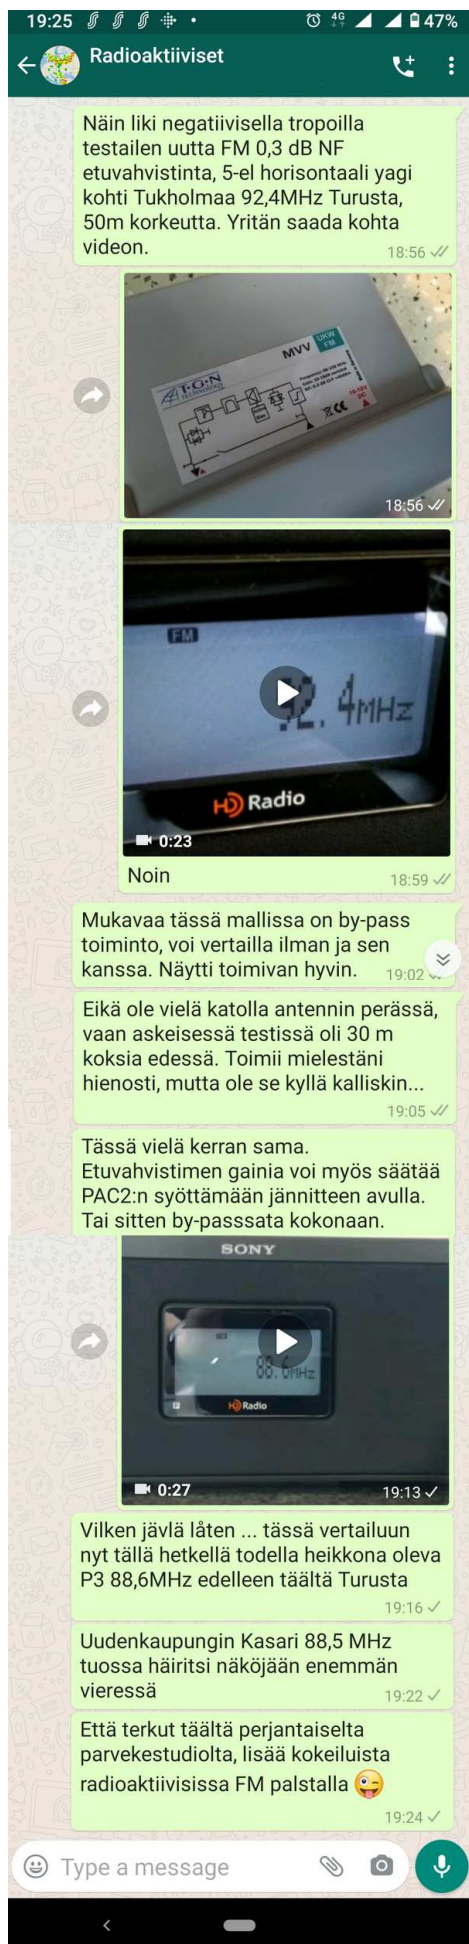 19:25
4G
47%
Radioaktiiviset
Näin liki negatiivisella tropoilla
testailen uutta FM 0,3 dB NF
etuvahvistinta, 5-el horisontaali yagi
kohti Tukholmaa 92,4MHz Turusta,
50m korkeutta. Yritän saada kohta
videon.
18:56
T·Q·N
TECHNOLOGY
MVV
UKW
FM
10-18V
DC
18:56
FM
92.4MHz
HD Radio
0:23
Noin
18:59
Mukavaa tässä mallissa on by-pass
toiminto, voi vertailla ilman ja sen
kanssa. Näytti toimivan hyvin.
19:02
Eikä ole vielä katolla antennin perässä,
vaan askeisessä testissä oli 30 m
koksia edessä. Toimii mielestäni
hienosti, mutta ole se kyllä kalliskin...
19:05
Tässä vielä kerran sama.
Etuvahvistimen gainia voi myös säätää
PAC2:n syöttämään jännitteen avulla.
Tai sitten by-passsata kokonaan.
SONY
88.6MHz
HD Radio
0:27
19:13
Vilken jävlä låten ... tässä vertailuun
nyt tällä hetkellä todella heikkona oleva
P3 88,6MHz edelleen täältä Turusta
19:16
Uudenkaupungin Kasari 88,5 MHz
tuossa häiritsi näköjään enemmän
vieressä
19:22
Että terkut täältä perjantaiselta
parvekestudiolta, lisää kokeiluista
radioaktiivisissa FM palstalla 😜
19:24
Type a message